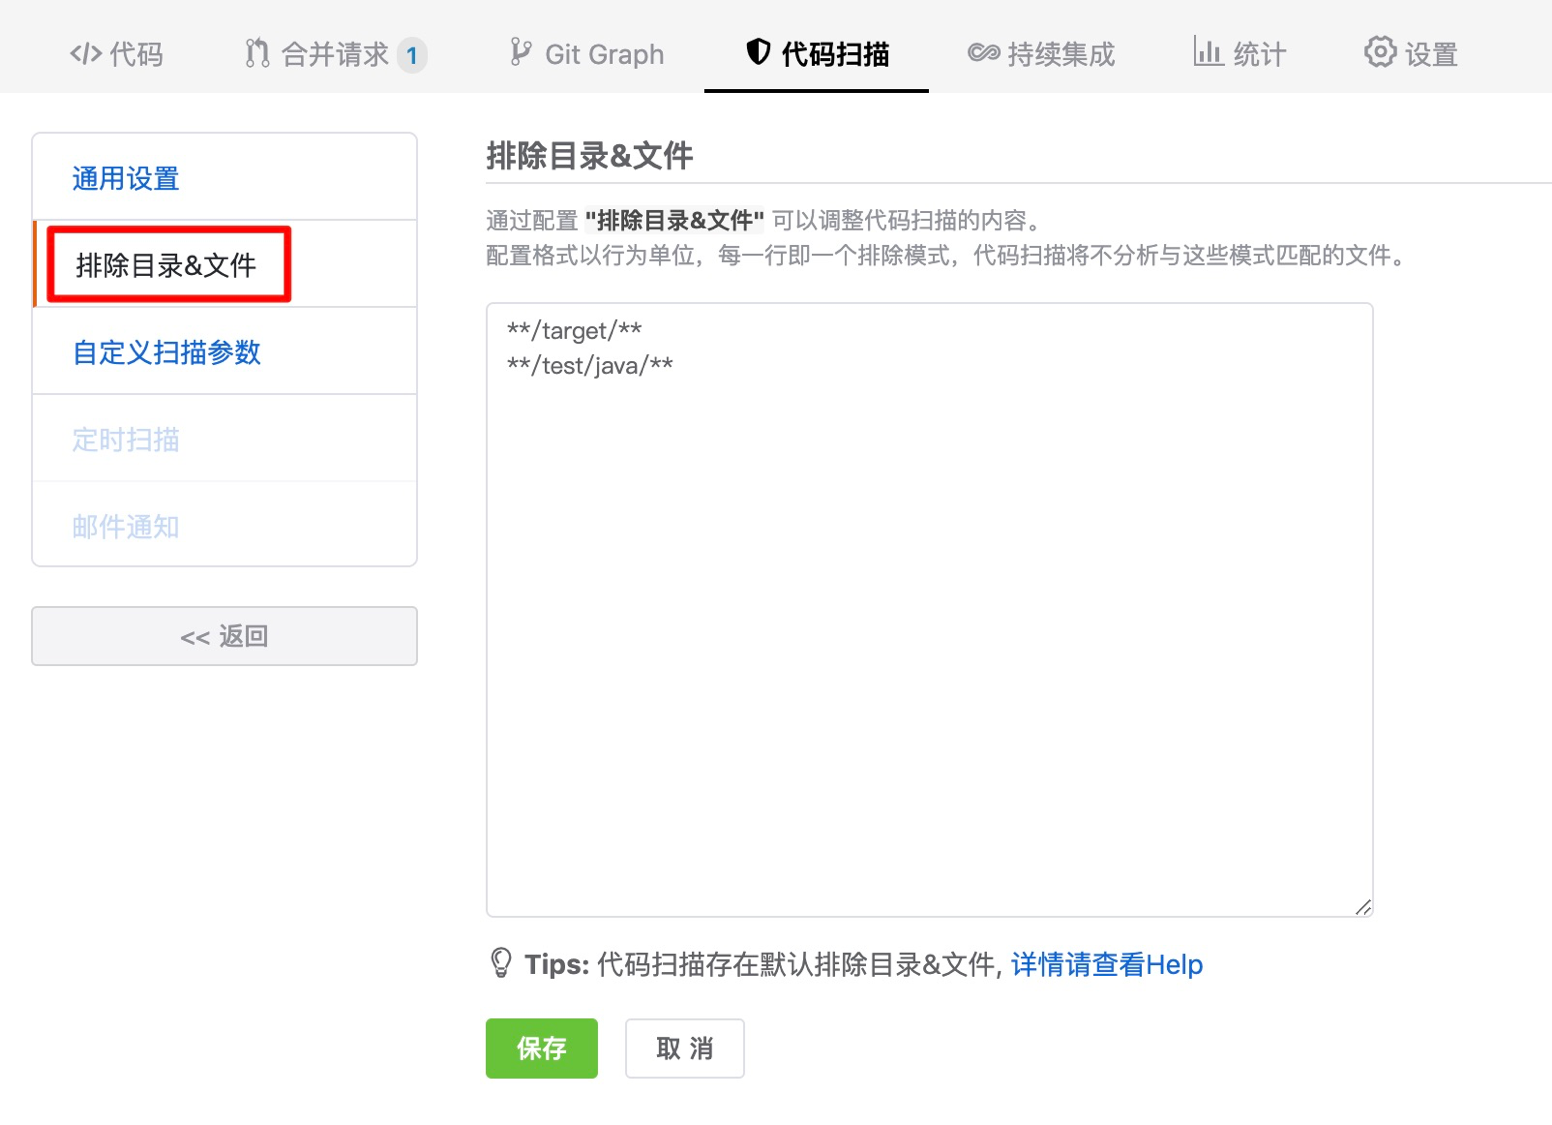 </> 代码 合并请求 1 Git Graph 代码扫描 持续集成 统计 设置
通用设置
排除目录&文件
自定义扫描参数
定时扫描
邮件通知
<< 返回
排除目录&文件
通过配置 "排除目录&文件" 可以调整代码扫描的内容。
配置格式以行为单位，每一行即一个排除模式，代码扫描将不分析与这些模式匹配的文件。
**/target/**
**/test/java/**
Tips: 代码扫描存在默认排除目录&文件, 详情请查看Help
保存 取 消